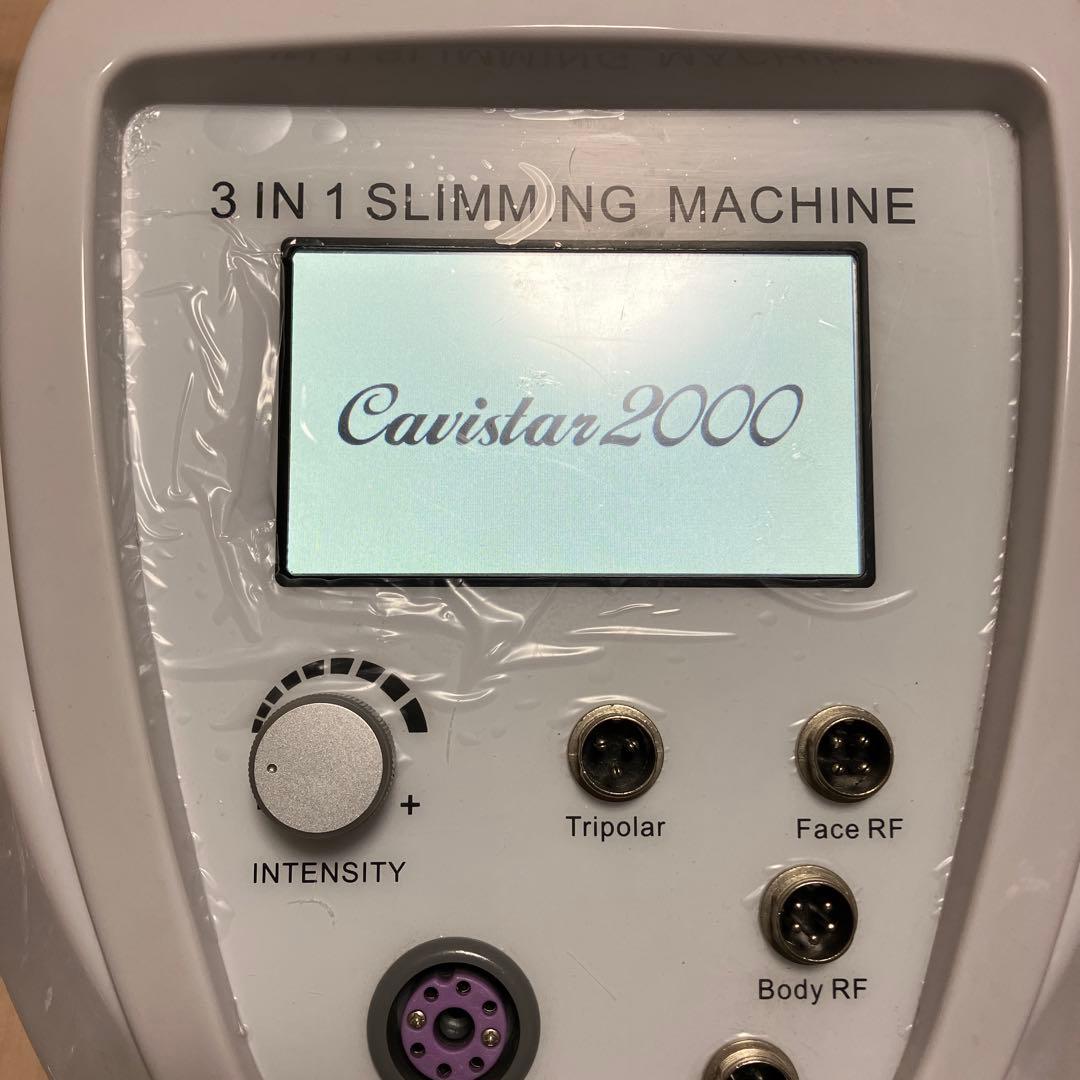 3 IN 1 SLIMMING MACHINE
Cavistar2000
+
INTENSITY
Tripolar
Face RF
Body RF